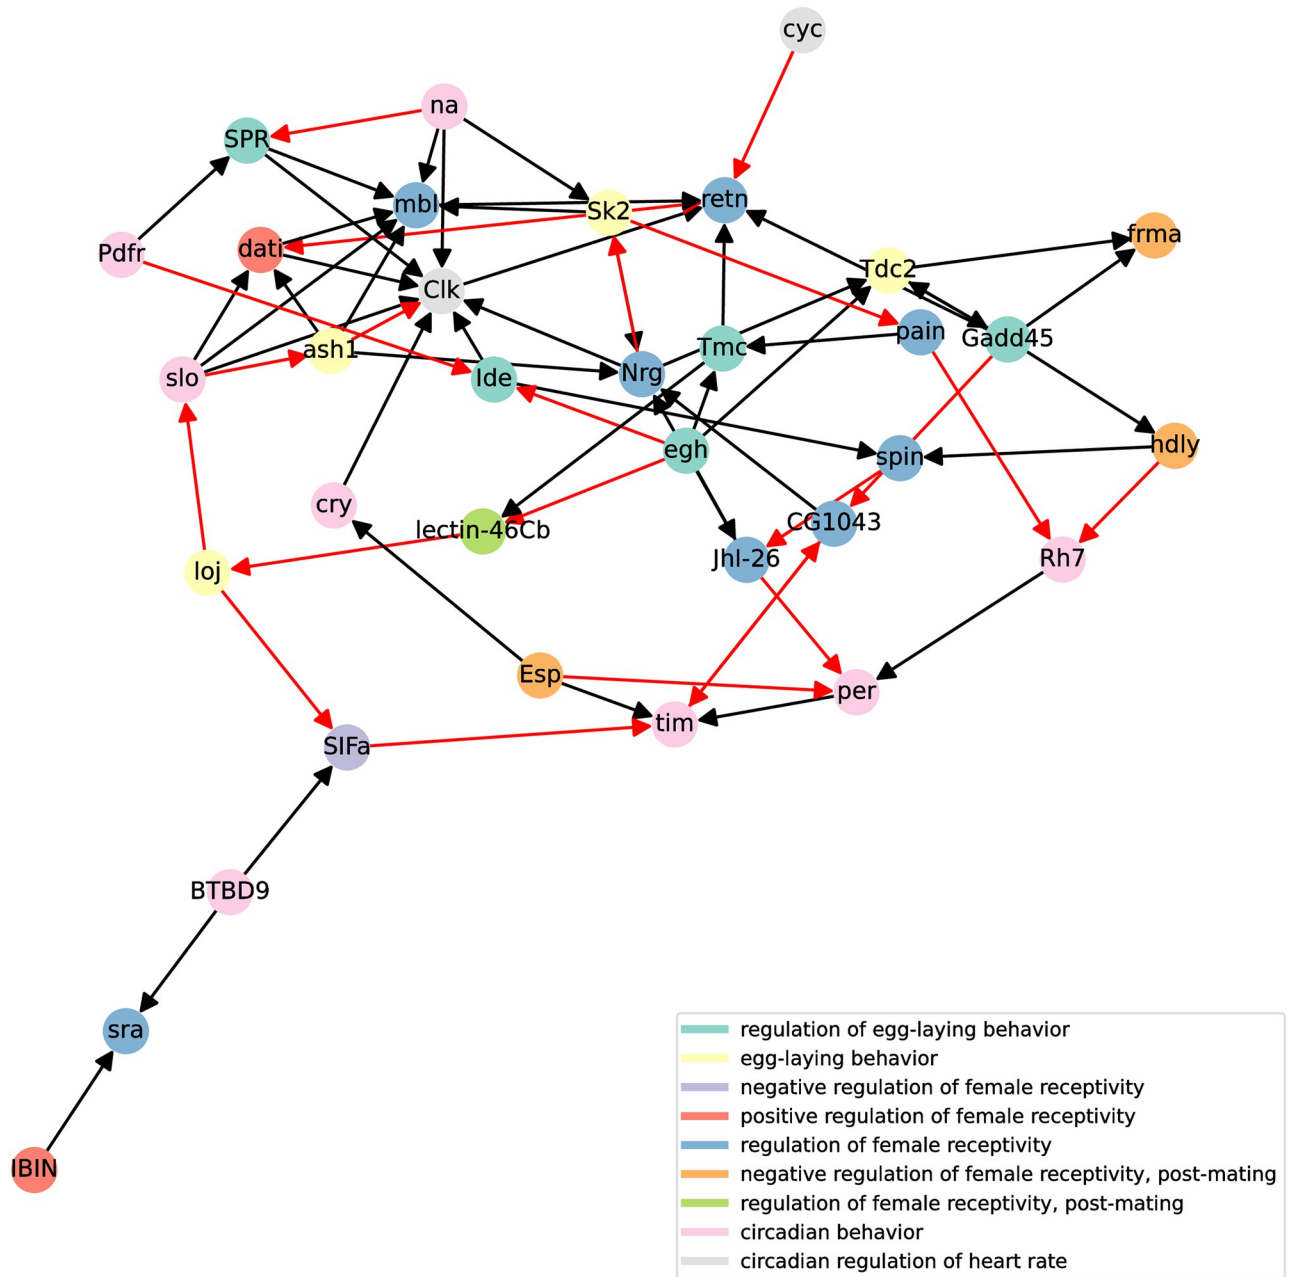 cyc
na
SPR
mbl
Sk2
retn
Pdfr
dati
frma
Tdc2
Clk
pain
Gadd45
ash1
Tmc
slo
Ide
Nrg
egh
hdly
spin
cry
lectin-46Cb
CG1043
Jhl-26
Rh7
loj
Esp
per
tim
SIFa
BTBD9
sra
IBIN
regulation of egg-laying behavior
egg-laying behavior
negative regulation of female receptivity
positive regulation of female receptivity
regulation of female receptivity
negative regulation of female receptivity, post-mating
regulation of female receptivity, post-mating
circadian behavior
circadian regulation of heart rate